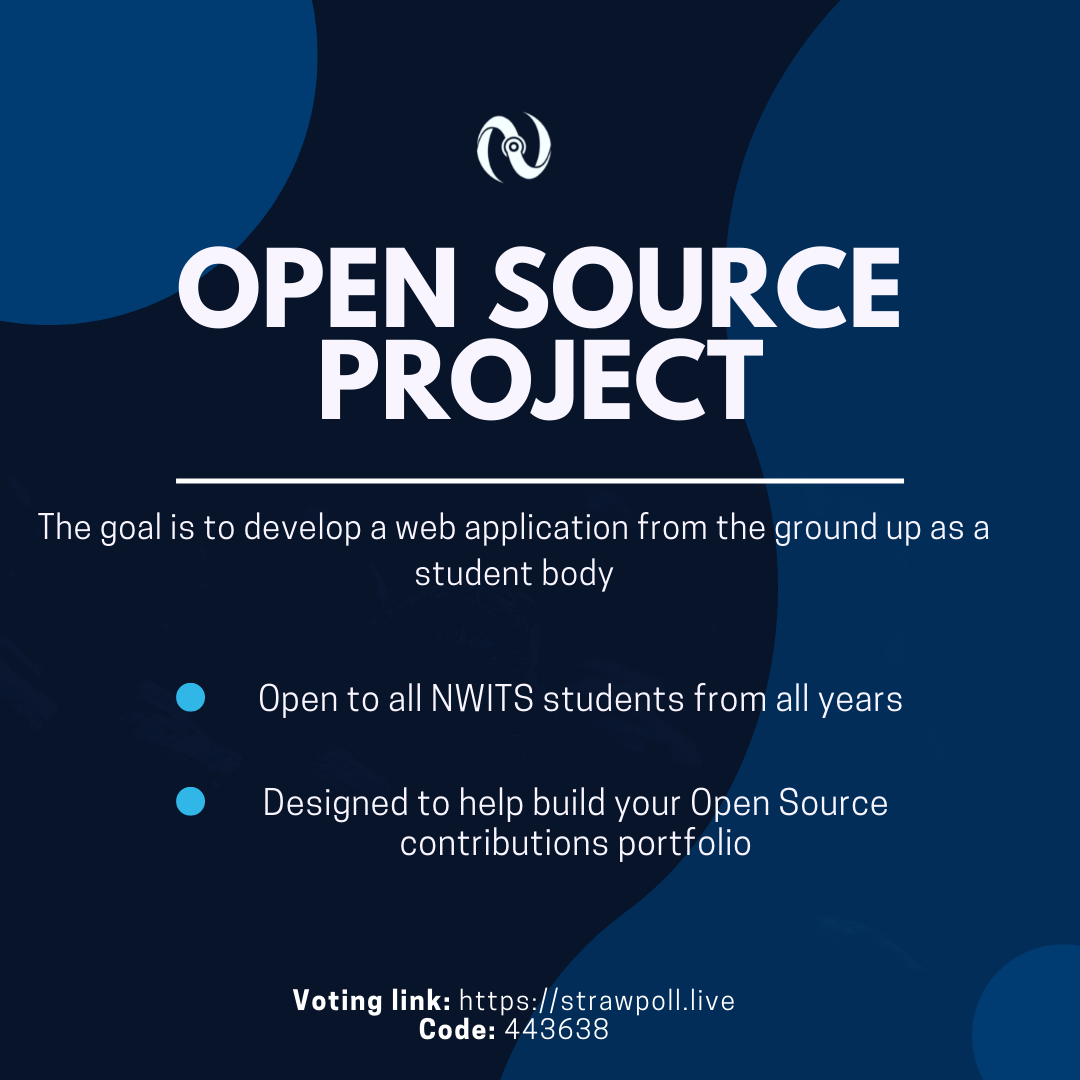 OPEN SOURCE
PROJECT
The goal is to develop a web application from the ground up as a
student body
Open to all NWITS students from all years
Designed to help build your Open Source
contributions portfolio
Voting link: https://strawpoll.live
Code: 443638